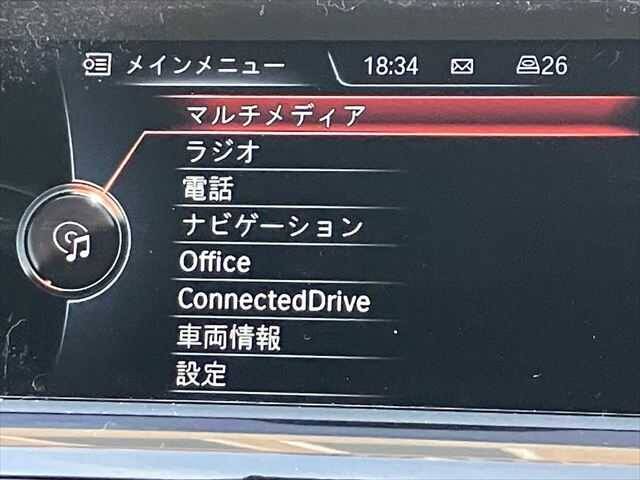 メインメニュー 18:34 26
マルチメディア
ラジオ
電話
ナビゲーション
Office
ConnectedDrive
車両情報
設定